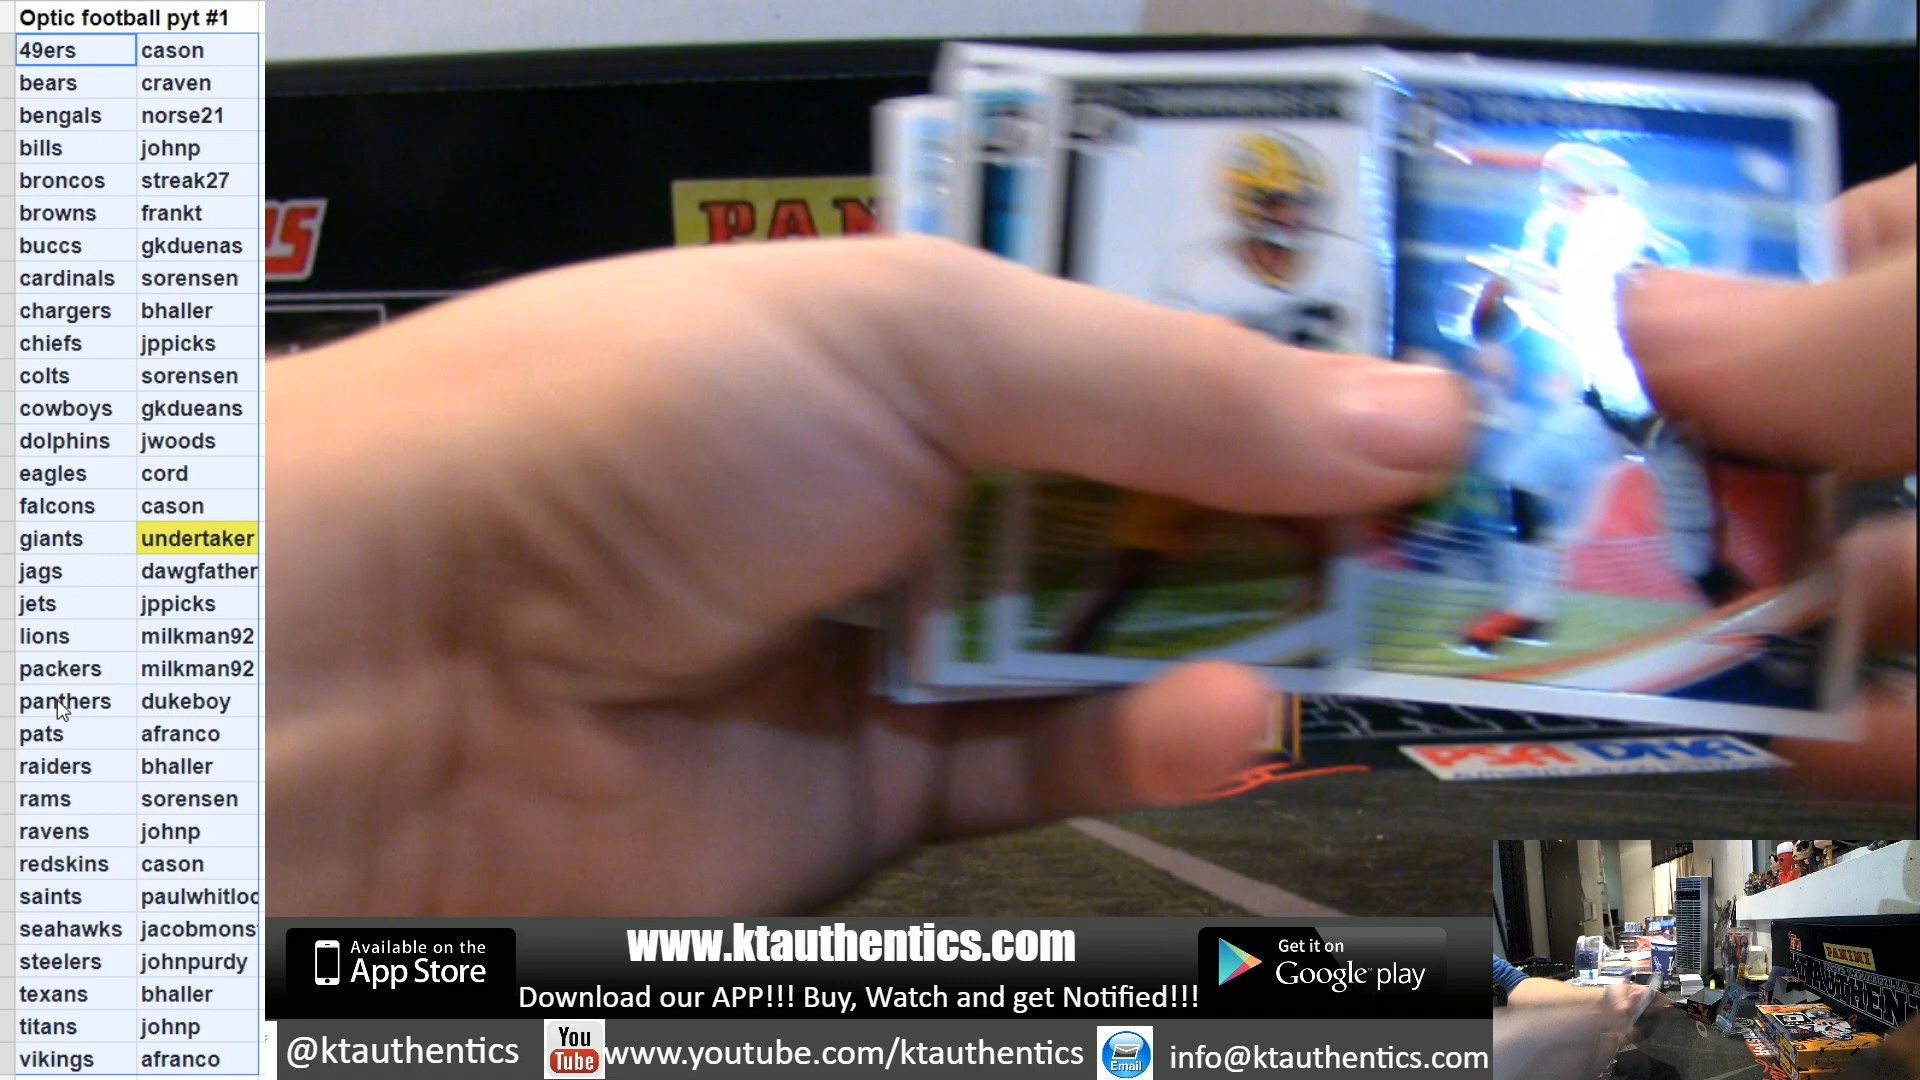 Optic football pyt #1
49ers cason
bears craven
bengals norse21
bills johnp
broncos streak27
browns frankt
buccs gkduenas
cardinals sorensen
chargers bhaller
chiefs jppicks
colts sorensen
cowboys gkdueans
dolphins jwoods
eagles cord
falcons cason
giants undertaker
jags dawgfather
jets jppicks
lions milkman92
packers milkman92
panthers dukeboy
pats afranco
raiders bhaller
rams sorensen
ravens johnp
redskins cason
saints paulwhitloc
seahawks jacobmons
steelers johnpurdy
texans bhaller
titans johnp
vikings afranco
PAN
PSA DNA
PANINI
Available on the
App Store
www.ktauthentics.com
Get it on
Google play
Download our APP!!! Buy, Watch and get Notified!!!
@ktauthentics
You
Tube
www.youtube.com/ktauthentics
Email
info@ktauthentics.com